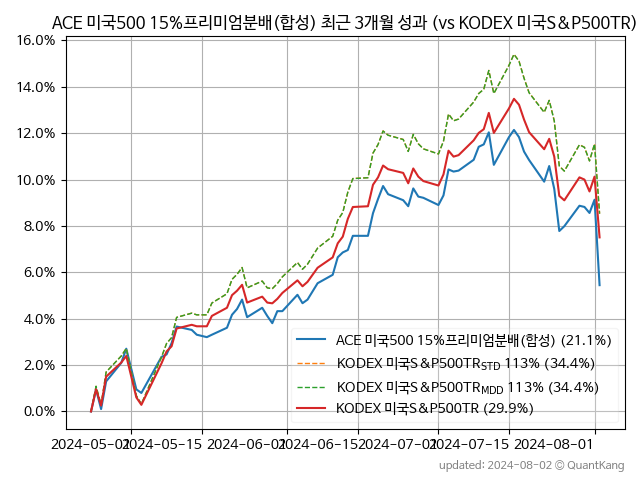 ACE 미국500 15%프리미엄분배(합성) 최근 3개월 성과 (vs KODEX 미국S&P500TR)
16.0%
14.0%
12.0%
10.0%
8.0%
6.0%
4.0%
2.0%
0.0%
ACE 미국500 15%프리미엄분배(합성) (21.1%)
KODEX 미국S&P500TR_STD 113% (34.4%)
KODEX 미국S&P500TR_MDD 113% (34.4%)
KODEX 미국S&P500TR (29.9%)
2024-05-01 2024-05-15 2024-06-01 2024-06-15 2024-07-01 2024-07-15 2024-08-01
updated: 2024-08-02 © QuantKang